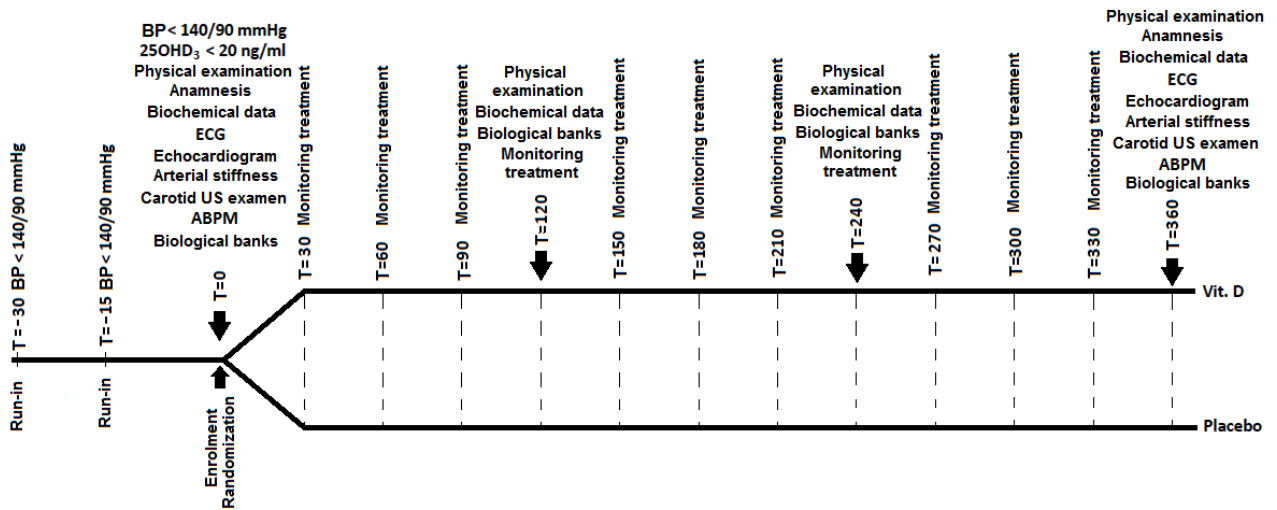 T = -30 BP < 140/90 mmHg
Run-in
T = -15 BP < 140/90 mmHg
Run-in
BP< 140/90 mmHg
25OHD₃ < 20 ng/ml
Physical examination
Anamnesis
Biochemical data
ECG
Echocardiogram
Arterial stiffness
Carotid US examen
ABPM
Biological banks
T=0
Enrolment
Randomization
T= 30 Monitoring treatment
T=60 Monitoring treatment
T=90 Monitoring treatment
Physical
examination
Biochemical data
Biological banks
Monitoring
treatment
T=120
T=150 Monitoring treatment
T=180 Monitoring treatment
T=210 Monitoring treatment
Physical
examination
Biochemical data
Biological banks
Monitoring
treatment
T=240
T=270 Monitoring treatment
T=300 Monitoring treatment
T=330 Monitoring treatment
Physical examination
Anamnesis
Biochemical data
ECG
Echocardiogram
Arterial stiffness
Carotid US examen
ABPM
Biological banks
T=360
Vit. D
Placebo